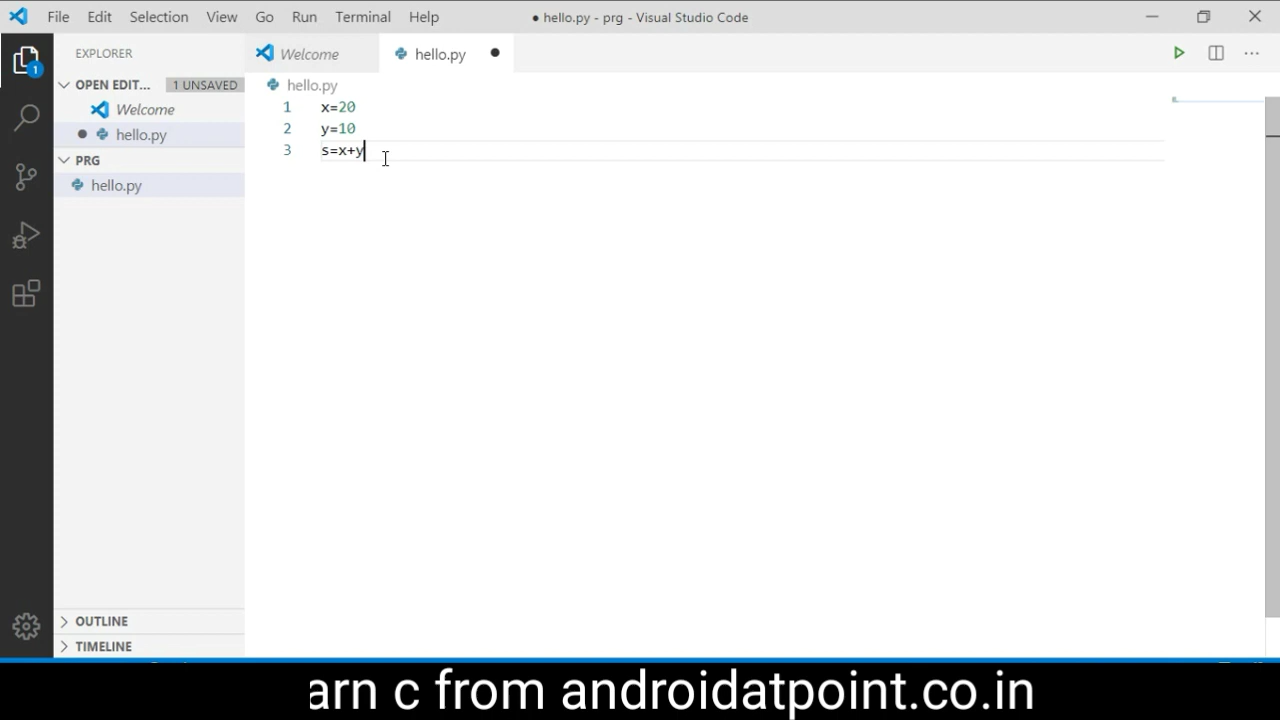 File Edit Selection View Go Run Terminal Help
● hello.py - prg - Visual Studio Code
EXPLORER
Welcome
hello.py
OPEN EDIT... 1 UNSAVED
hello.py
Welcome
hello.py
PRG
hello.py
1 x=20
2 y=10
3 s=x+y
1
OUTLINE
TIMELINE
arn c from androidatpoint.co.in